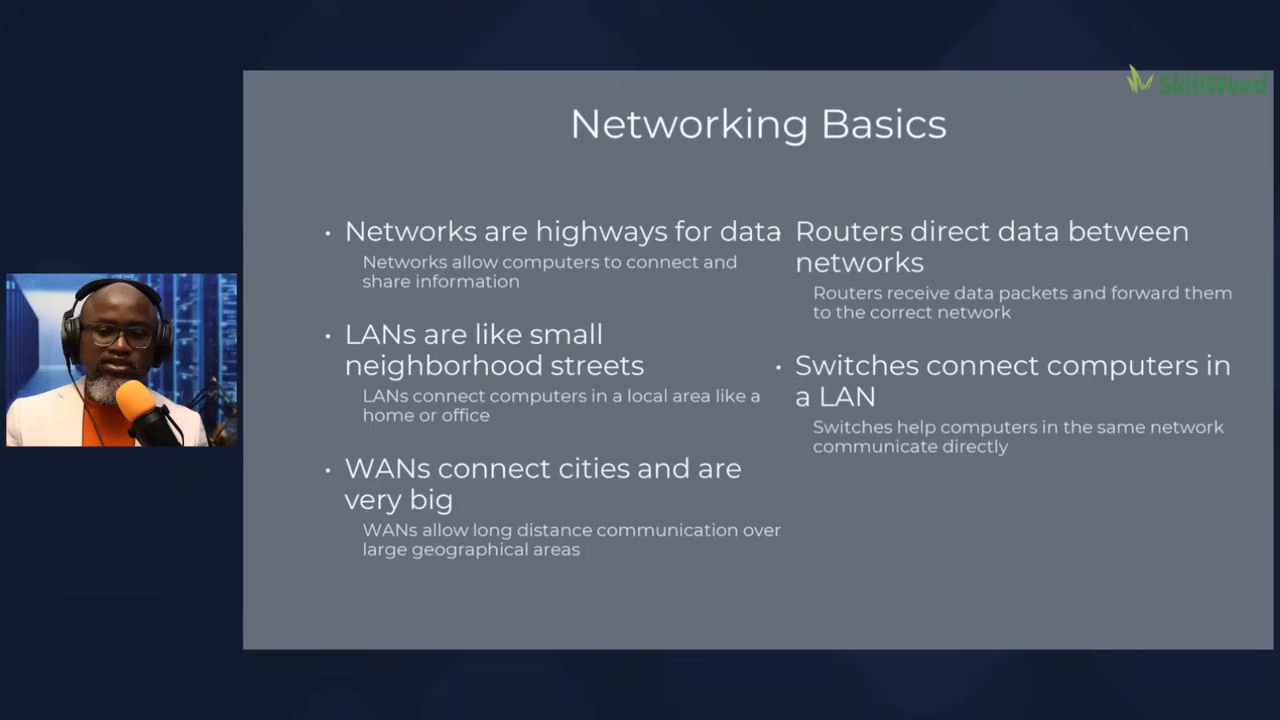 SkillWeed
Networking Basics
• Networks are highways for data
Networks allow computers to connect and
share information
• LANs are like small
neighborhood streets
LANs connect computers in a local area like a
home or office
• WANs connect cities and are
very big
WANs allow long distance communication over
large geographical areas
• Routers direct data between
networks
Routers receive data packets and forward them
to the correct network
• Switches connect computers in
a LAN
Switches help computers in the same network
communicate directly